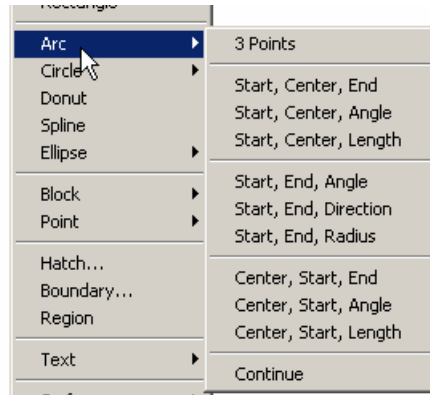 Rectangle
Arc
Circle
Donut
Spline
Ellipse
Block
Point
Hatch...
Boundary...
Region
Text
3 Points
Start, Center, End
Start, Center, Angle
Start, Center, Length
Start, End, Angle
Start, End, Direction
Start, End, Radius
Center, Start, End
Center, Start, Angle
Center, Start, Length
Continue